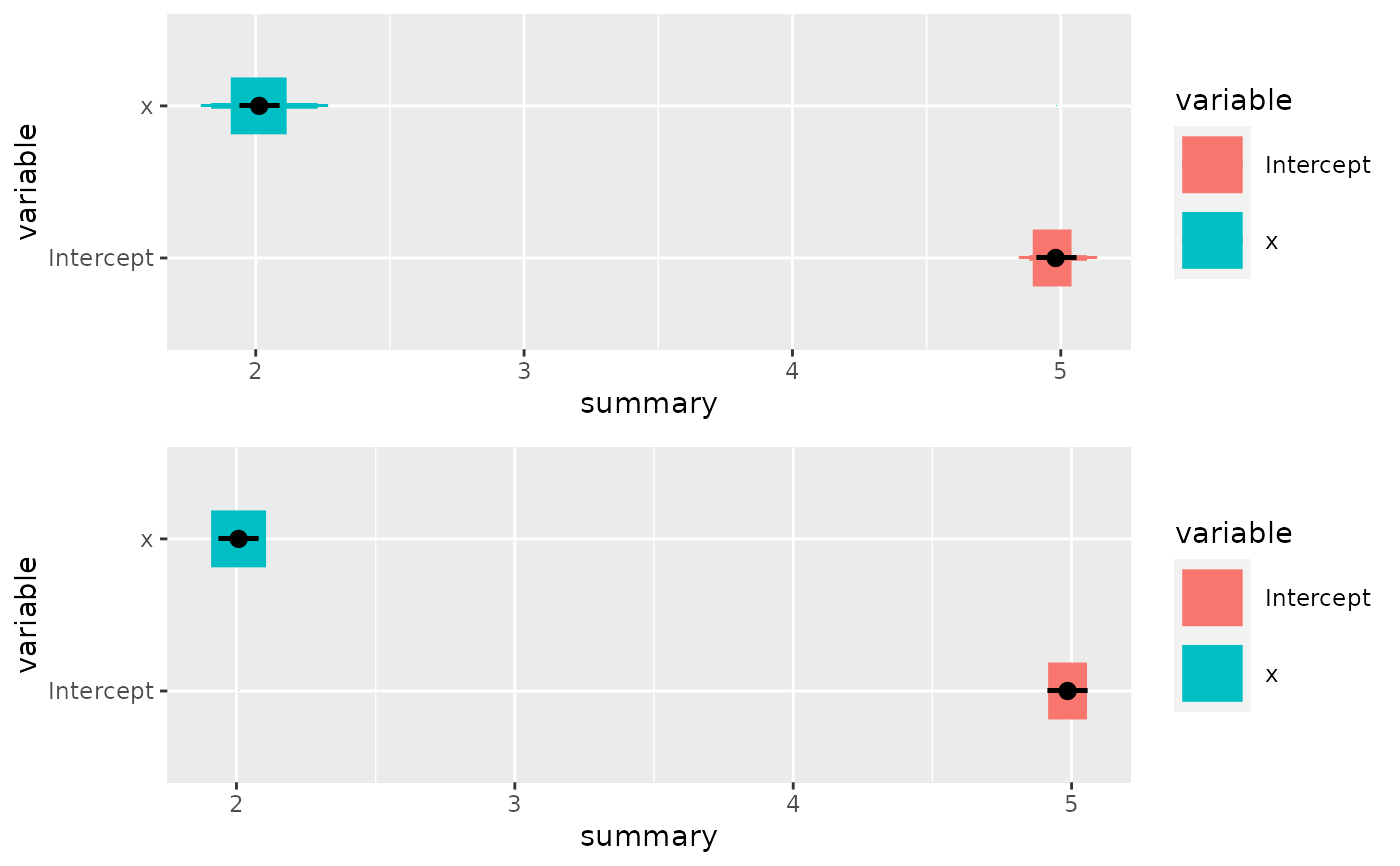 variable
x
Intercept
2 3 4 5
summary
variable
Intercept
x
variable
x
Intercept
2 3 4 5
summary
variable
Intercept
x